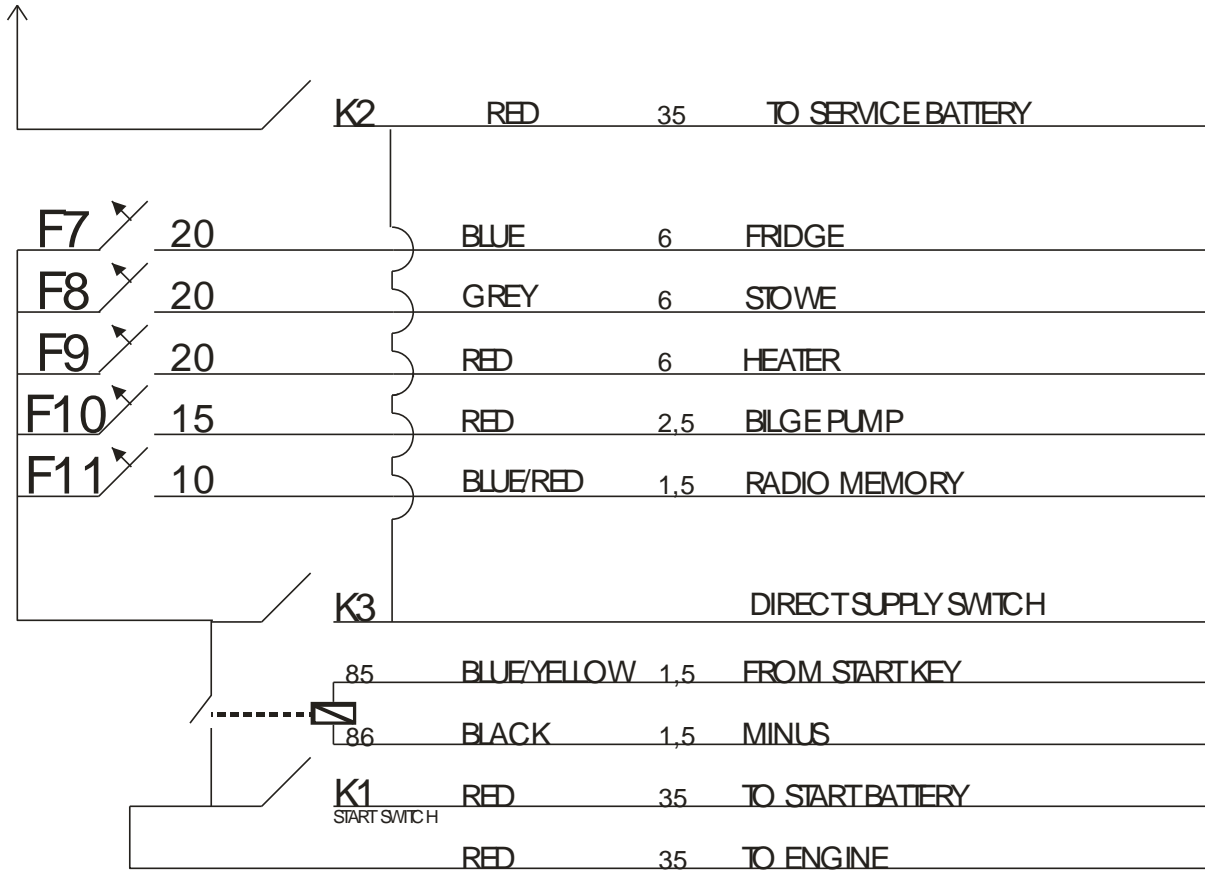 K2 RED 35 TO SERVICE BATTERY
F7 20 BLUE 6 FRIDGE
F8 20 GREY 6 STOWE
F9 20 RED 6 HEATER
F10 15 RED 2,5 BILGE PUMP
F11 10 BLUE/RED 1,5 RADIO MEMORY
K3 DIRECT SUPPLY SWITCH
85 BLUE/YELLOW 1,5 FROM START KEY
86 BLACK 1,5 MINUS
K1 RED 35 TO START BATTERY
START SWITCH
RED 35 TO ENGINE